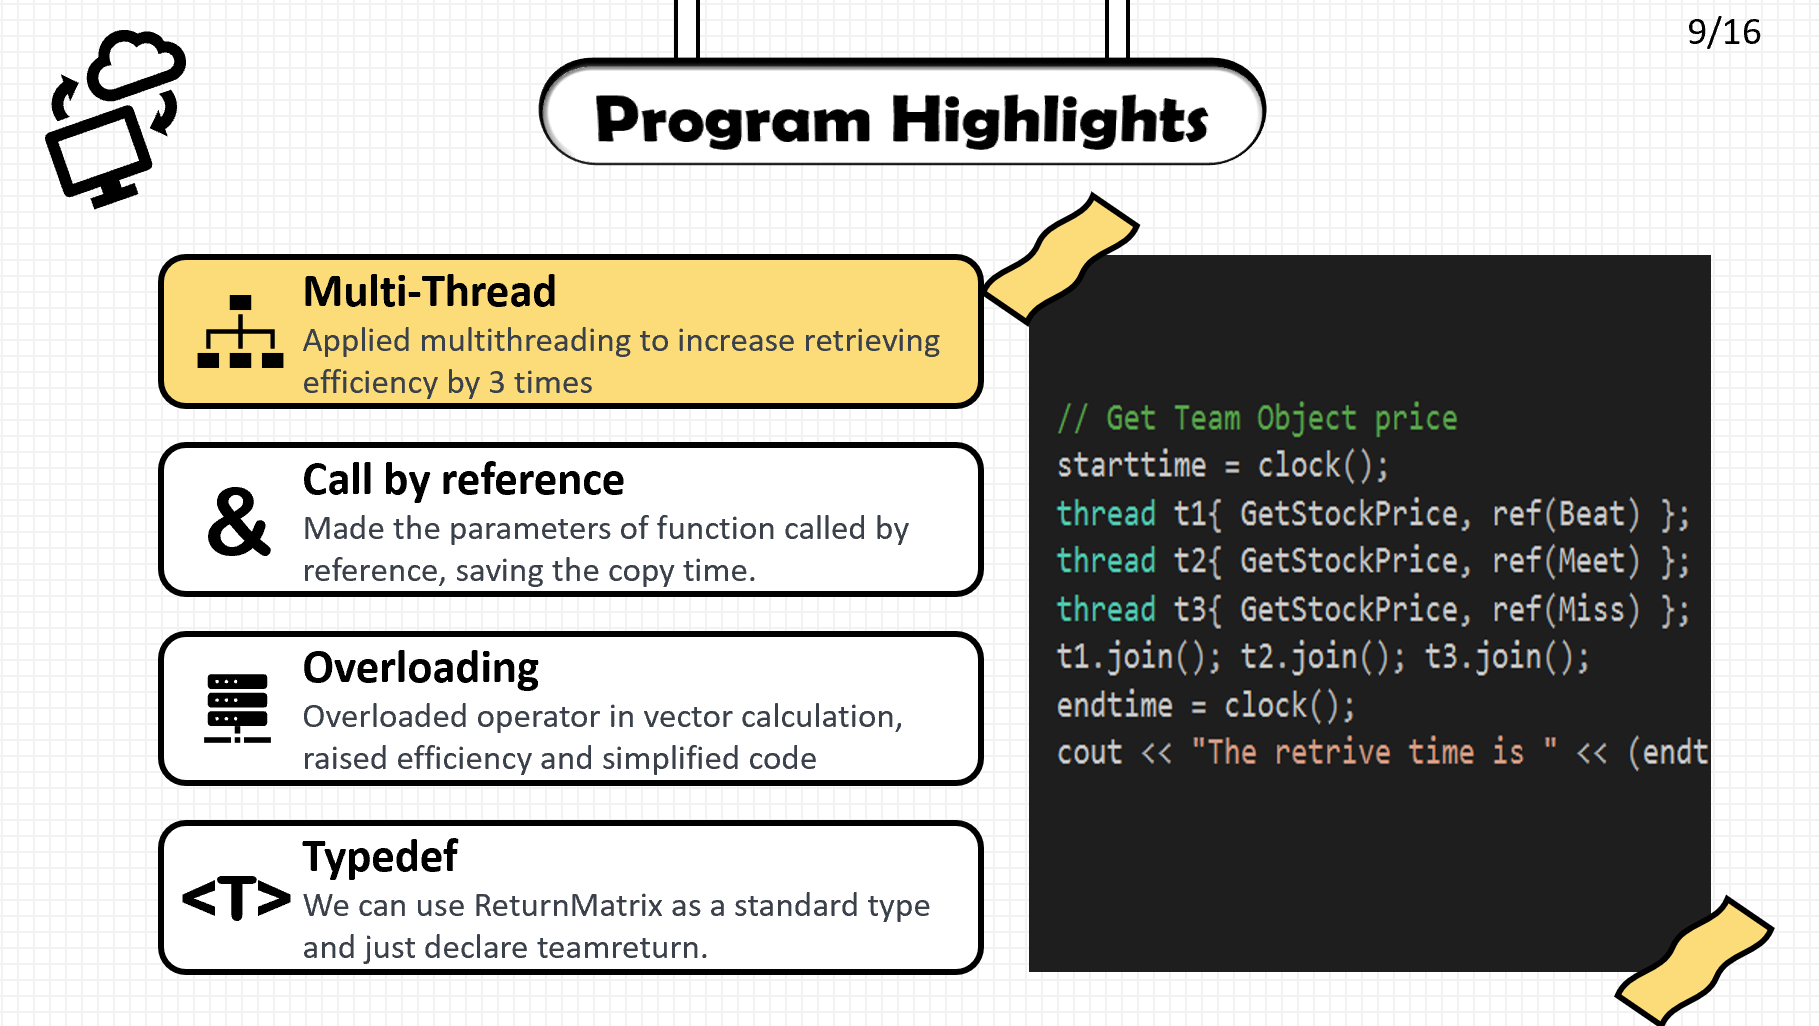 9/16
Program Highlights
Multi-Thread
Applied multithreading to increase retrieving
efficiency by 3 times
&
Call by reference
Made the parameters of function called by
reference, saving the copy time.
Overloading
Overloaded operator in vector calculation,
raised efficiency and simplified code
<T>
Typedef
We can use ReturnMatrix as a standard type
and just declare teamreturn.
// Get Team Object price
starttime = clock();
thread t1{ GetStockPrice, ref(Beat) };
thread t2{ GetStockPrice, ref(Meet) };
thread t3{ GetStockPrice, ref(Miss) };
t1.join(); t2.join(); t3.join();
endtime = clock();
cout << "The retrive time is " << (endt